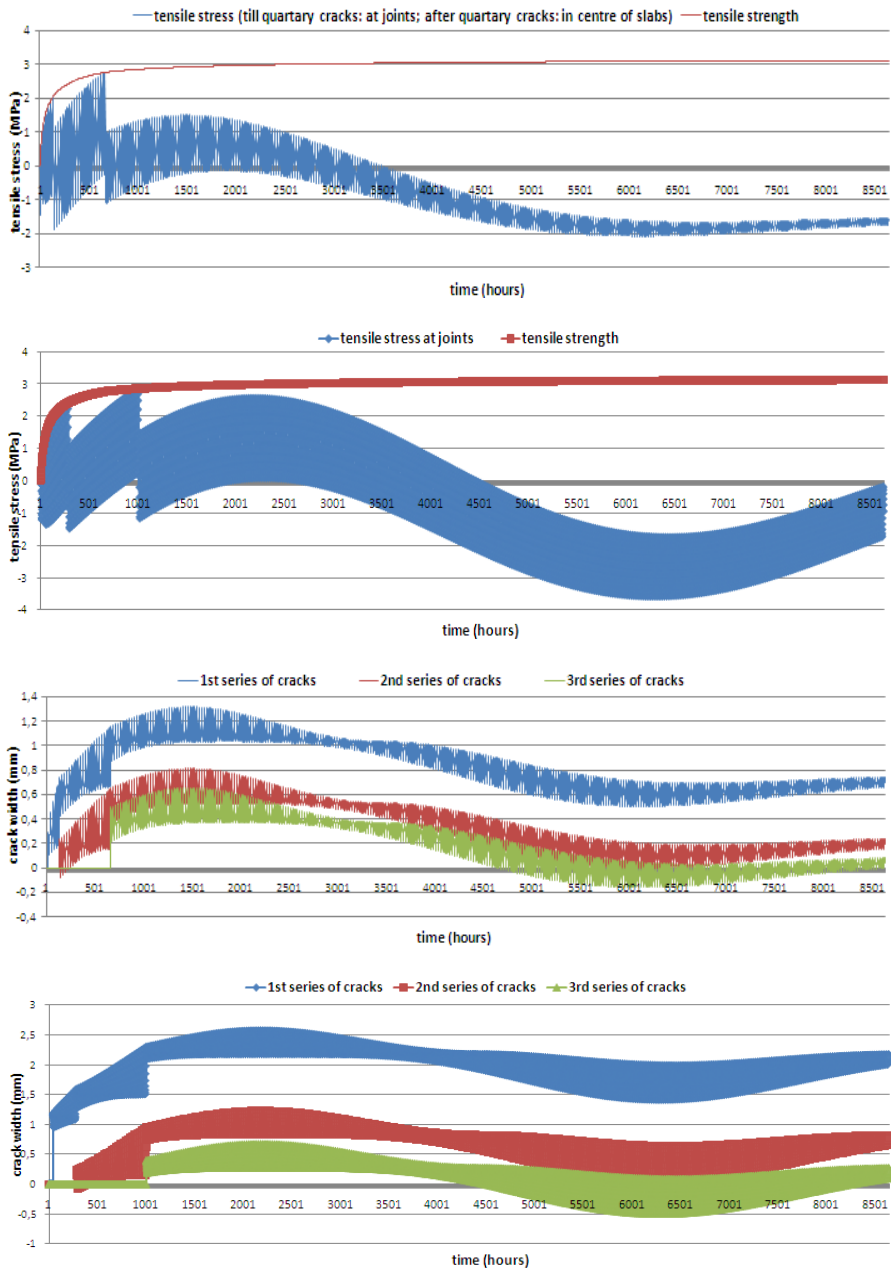 tensile stress (till quartary cracks: at joints; after quartary cracks: in centre of slabs) tensile strength
4
3
2
1
0
-1
-2
-3
tensile stress (MPa)
1 501 1001 1501 2001 2501 3001 3501 4001 4501 5001 5501 6001 6501 7001 7501 8001 8501
time (hours)
tensile stress at joints tensile strength
4
3
2
1
0
-1
-2
-3
-4
tensile stress (MPa)
1 501 1001 1501 2001 2501 3001 3501 4001 4501 5001 5501 6001 6501 7001 7501 8001 8501
time (hours)
1st series of cracks 2nd series of cracks 3rd series of cracks
1,4
1,2
1
0,8
0,6
0,4
0,2
0
-0,2
-0,4
crack width (mm)
1 501 1001 1501 2001 2501 3001 3501 4001 4501 5001 5501 6001 6501 7001 7501 8001 8501
time (hours)
1st series of cracks 2nd series of cracks 3rd series of cracks
3
2,5
2
1,5
1
0,5
0
-0,5
-1
crack width (mm)
1 501 1001 1501 2001 2501 3001 3501 4001 4501 5001 5501 6001 6501 7001 7501 8001 8501
time (hours)